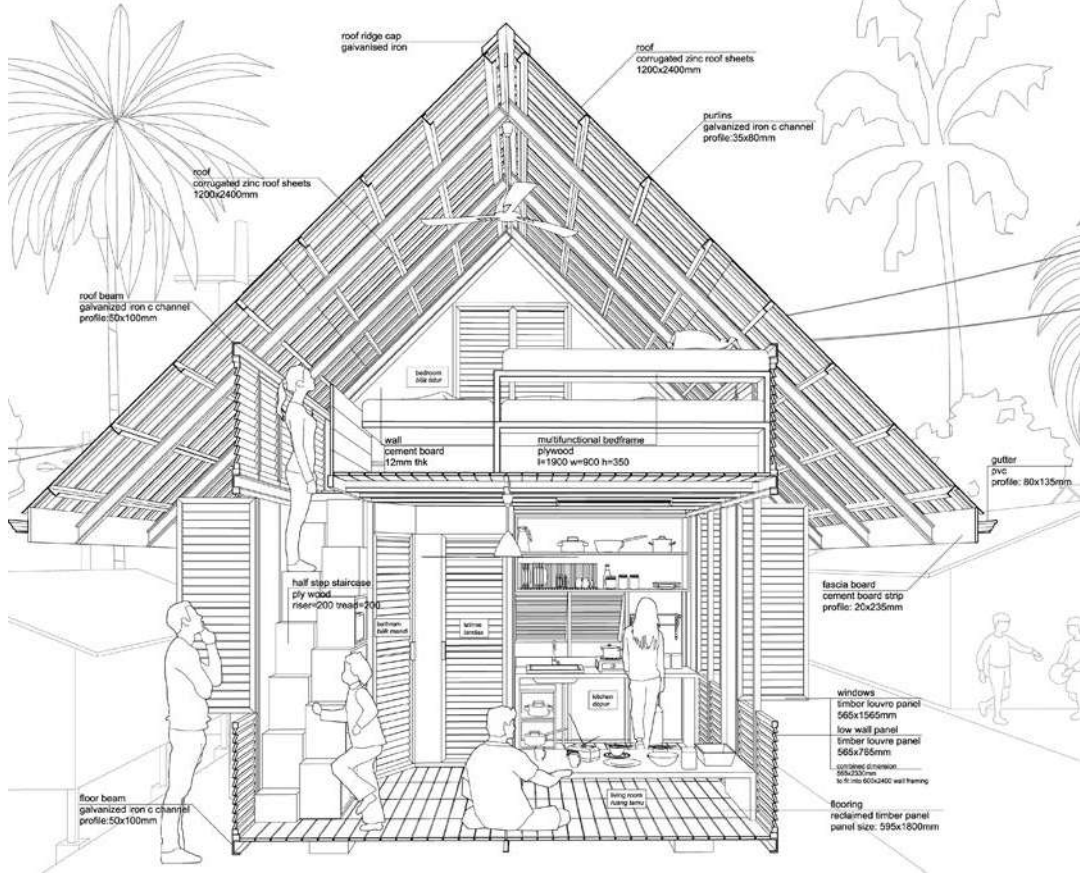 roof ridge cap
galvanised iron
roof
corrugated zinc roof sheets
1200x2400mm
purlins
galvanized iron c channel
profile:35x80mm
roof
corrugated zinc roof sheets
1200x2400mm
roof beam
galvanized iron c channel
profile:50x100mm
bedroom
bilik tidur
wall
cement board
12mm thk
multifunctional bedframe
plywood
l=1900 w=900 h=350
gutter
pvc
profile: 80x135mm
half step staircase
ply wood
riser=200 tread=200
bathroom
bilik mandi
tandas
fascia board
cement board strip
profile: 20x235mm
kitchen
dapur
windows
timber louvre panel
565x1565mm
low wall panel
timber louvre panel
565x765mm
combined dimension
565x2330mm
to fit into 600x2400 wall framing
living room
ruang tamu
floor beam
galvanized iron c channel
profile:50x100mm
flooring
reclaimed timber panel
panel size: 595x1800mm